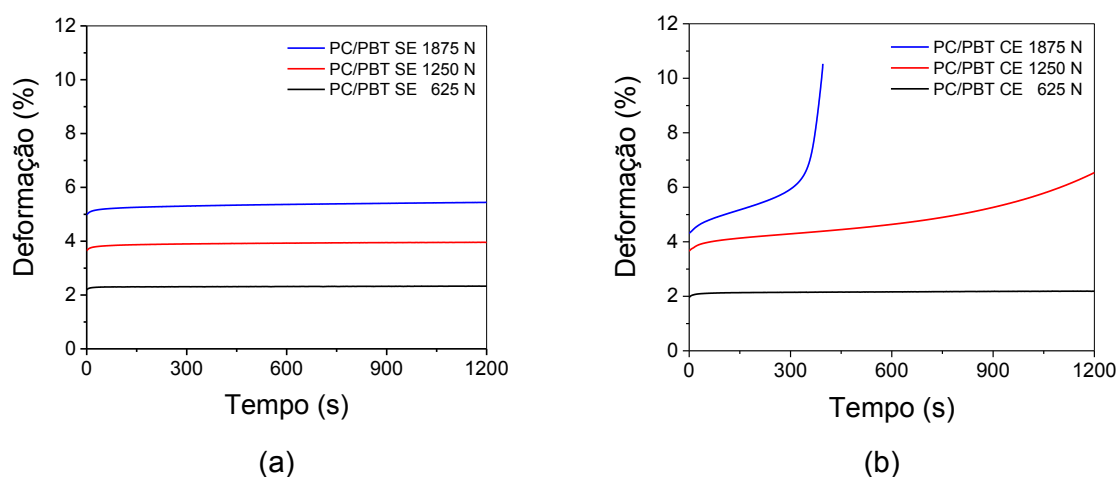 12
10
8
6
4
2
0
Deformação (%)
PC/PBT SE 1875 N
PC/PBT SE 1250 N
PC/PBT SE 625 N
0 300 600 900 1200
Tempo (s)
(a)
12
10
8
6
4
2
0
Deformação (%)
PC/PBT CE 1875 N
PC/PBT CE 1250 N
PC/PBT CE 625 N
0 300 600 900 1200
Tempo (s)
(b)